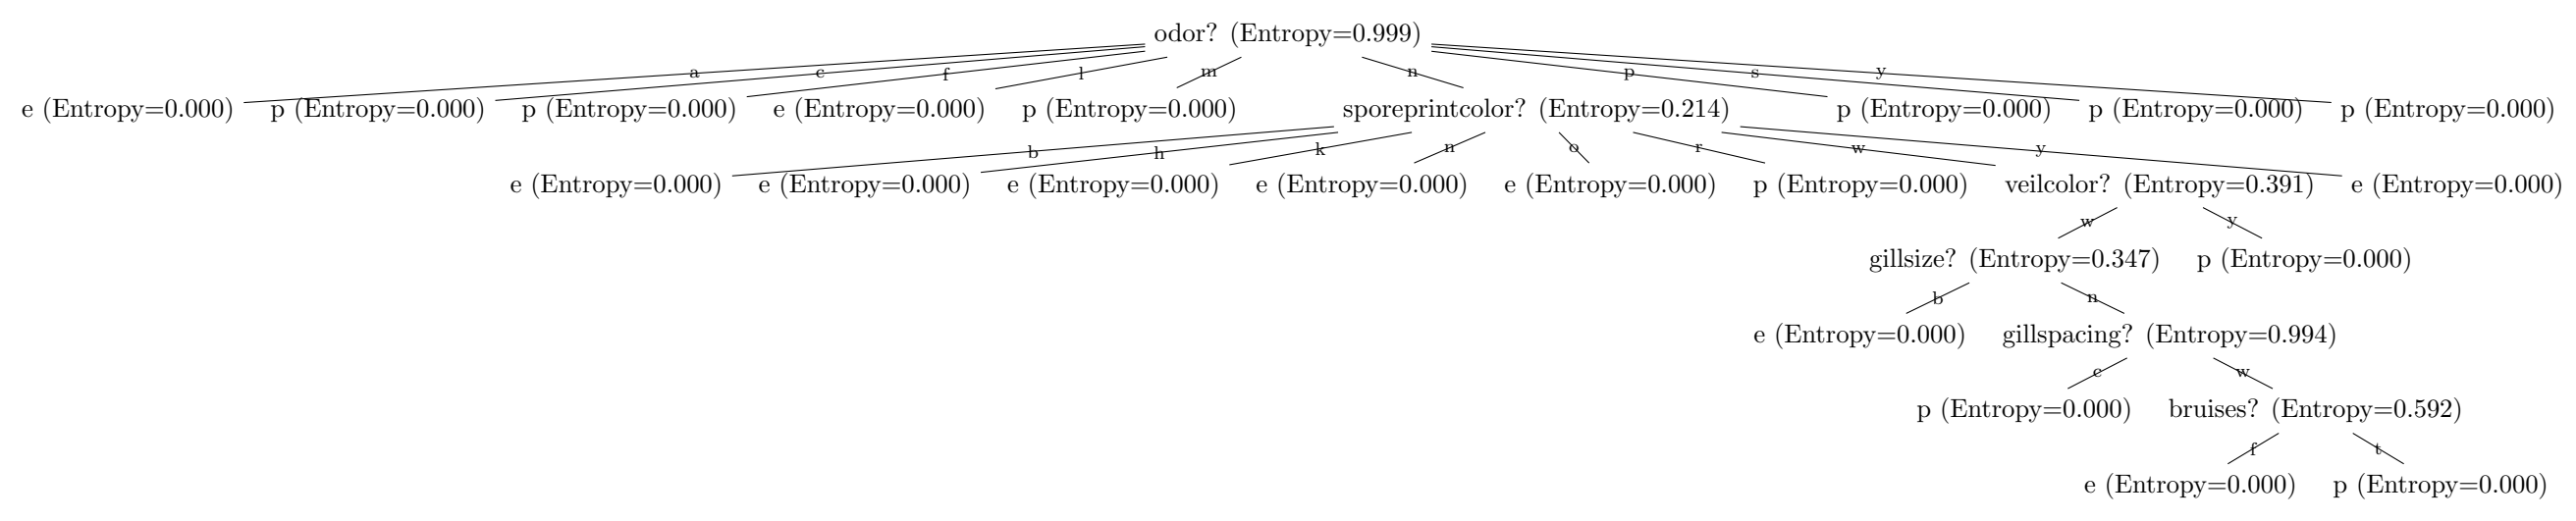 odor? (Entropy=0.999)
a c f l m n p s y
e (Entropy=0.000) p (Entropy=0.000) p (Entropy=0.000) e (Entropy=0.000) p (Entropy=0.000) sporeprintcolor? (Entropy=0.214) p (Entropy=0.000) p (Entropy=0.000) p (Entropy=0.000)
b h k n o r w y
e (Entropy=0.000) e (Entropy=0.000) e (Entropy=0.000) e (Entropy=0.000) e (Entropy=0.000) p (Entropy=0.000) veilcolor? (Entropy=0.391) e (Entropy=0.000)
w y
gillsize? (Entropy=0.347) p (Entropy=0.000)
b n
e (Entropy=0.000) gillspacing? (Entropy=0.994)
c w
p (Entropy=0.000) bruises? (Entropy=0.592)
f t
e (Entropy=0.000) p (Entropy=0.000)